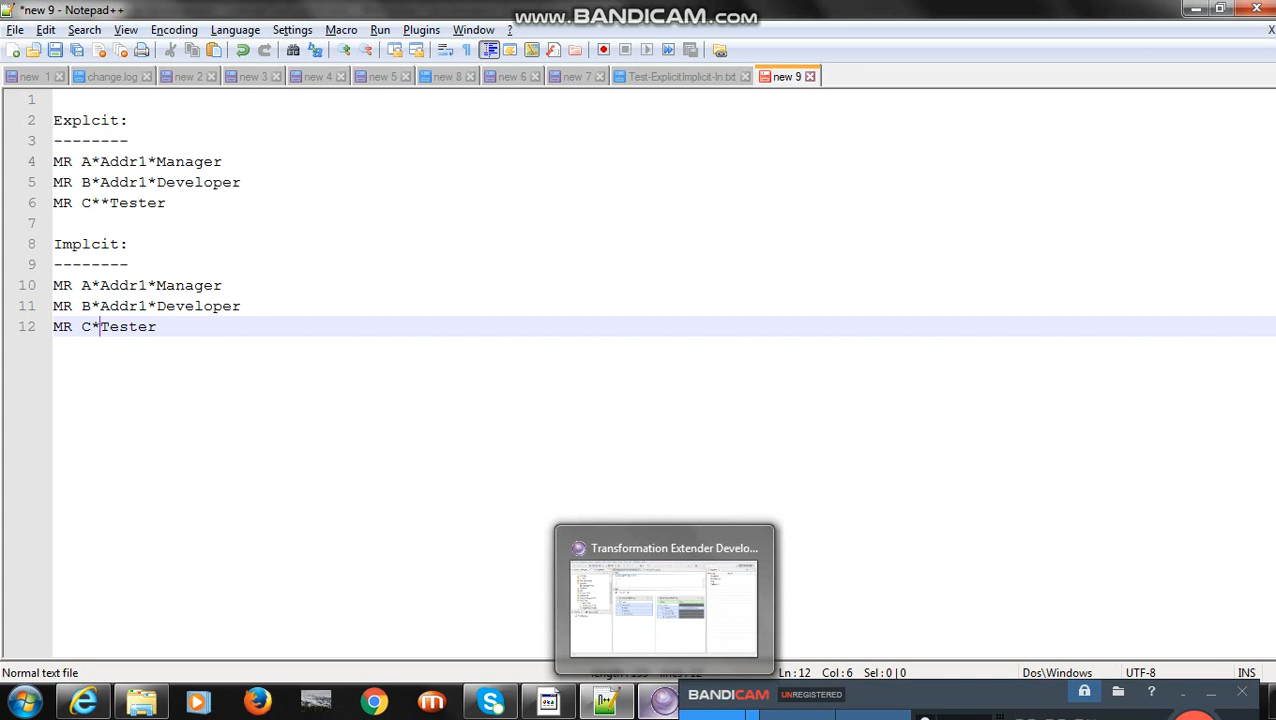 *new 9 - Notepad++
www.BANDICAM.com
File Edit Search View Encoding Language Settings Macro Run Plugins Window ?
X
new 1 change.log new 2 new 3 new 4 new 5 new 8 new 6 new 7 Test-ExplicitImplicit-In.txt new 9
1
2 Explcit:
3 --------
4 MR A*Addr1*Manager
5 MR B*Addr1*Developer
6 MR C**Tester
7
8 Implcit:
9 --------
10 MR A*Addr1*Manager
11 MR B*Addr1*Developer
12 MR C*Tester
Transformation Extender Develo...
Normal text file
Ln:12 Col:6 Sel:0|0
Dos\Windows
UTF-8
INS
BANDICAM UNREGISTERED